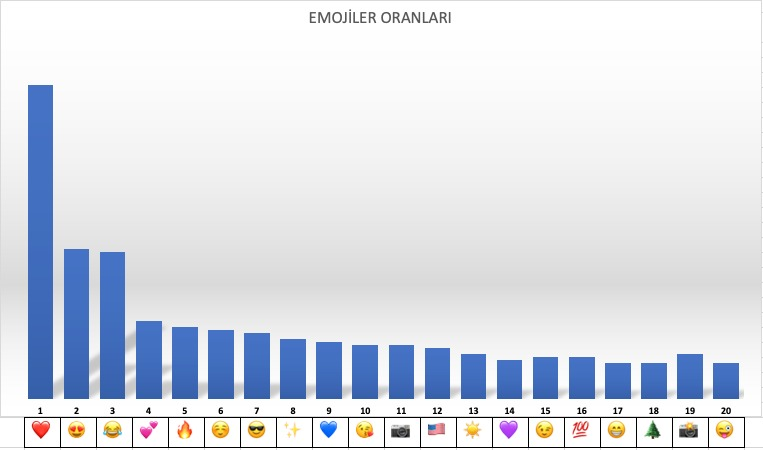 EMOJİLER ORANLARI
1 2 3 4 5 6 7 8 9 10 11 12 13 14 15 16 17 18 19 20
❤️ 😍 😂 💕 🔥 ☺️ 😎 ✨ 💙 😘 📷 🇺🇸 ☀️ 💜 😉 💯 😁 🌲 📸 😜